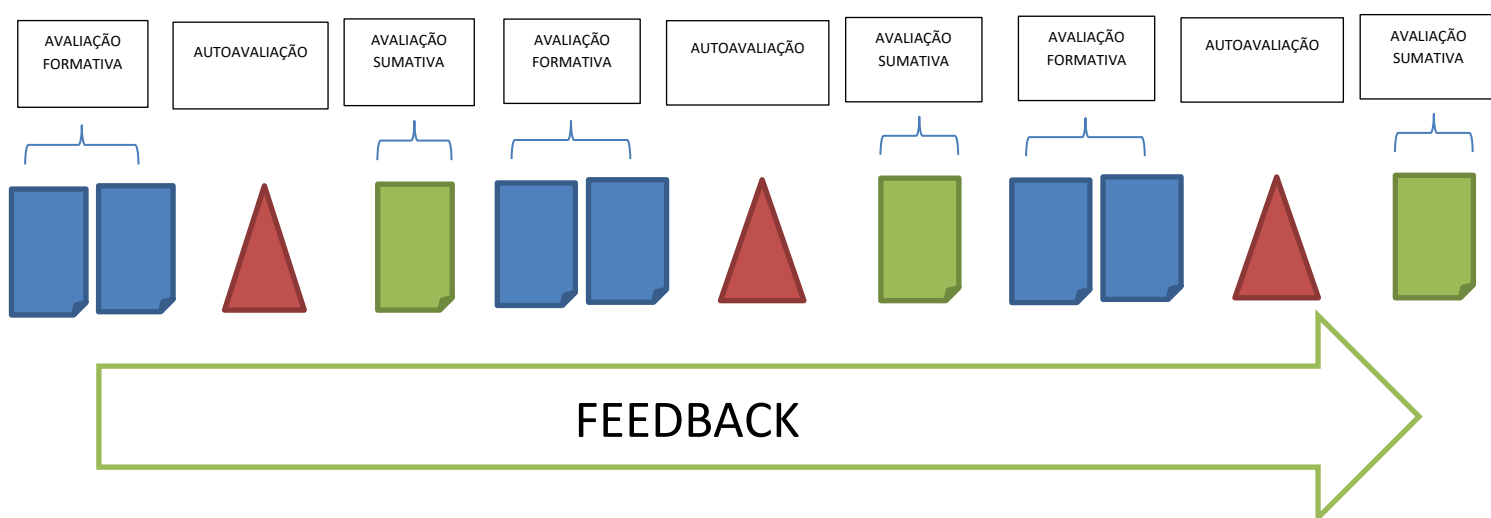 AVALIAÇÃO
FORMATIVA
AUTOAVALIAÇÃO
AVALIAÇÃO
SUMATIVA
AVALIAÇÃO
FORMATIVA
AUTOAVALIAÇÃO
AVALIAÇÃO
SUMATIVA
AVALIAÇÃO
FORMATIVA
AUTOAVALIAÇÃO
AVALIAÇÃO
SUMATIVA
FEEDBACK